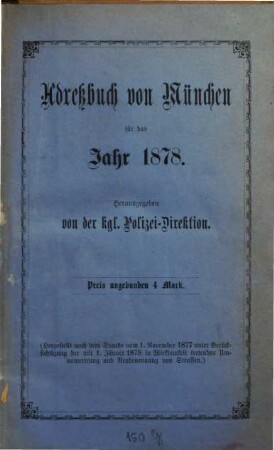 Adreßbuch von München
für das
Jahr 1878.
Herausgegeben
von der kgl. Polizei-Direktion.
Preis ungebunden 4 Mark.
(Hergestellt nach dem Stande vom 1. November 1877 unter Berück-
sichtigung der mit 1. Januar 1878 in Wirksamkeit tretenden Neu-
numerirung und Neubenennung von Straßen.)